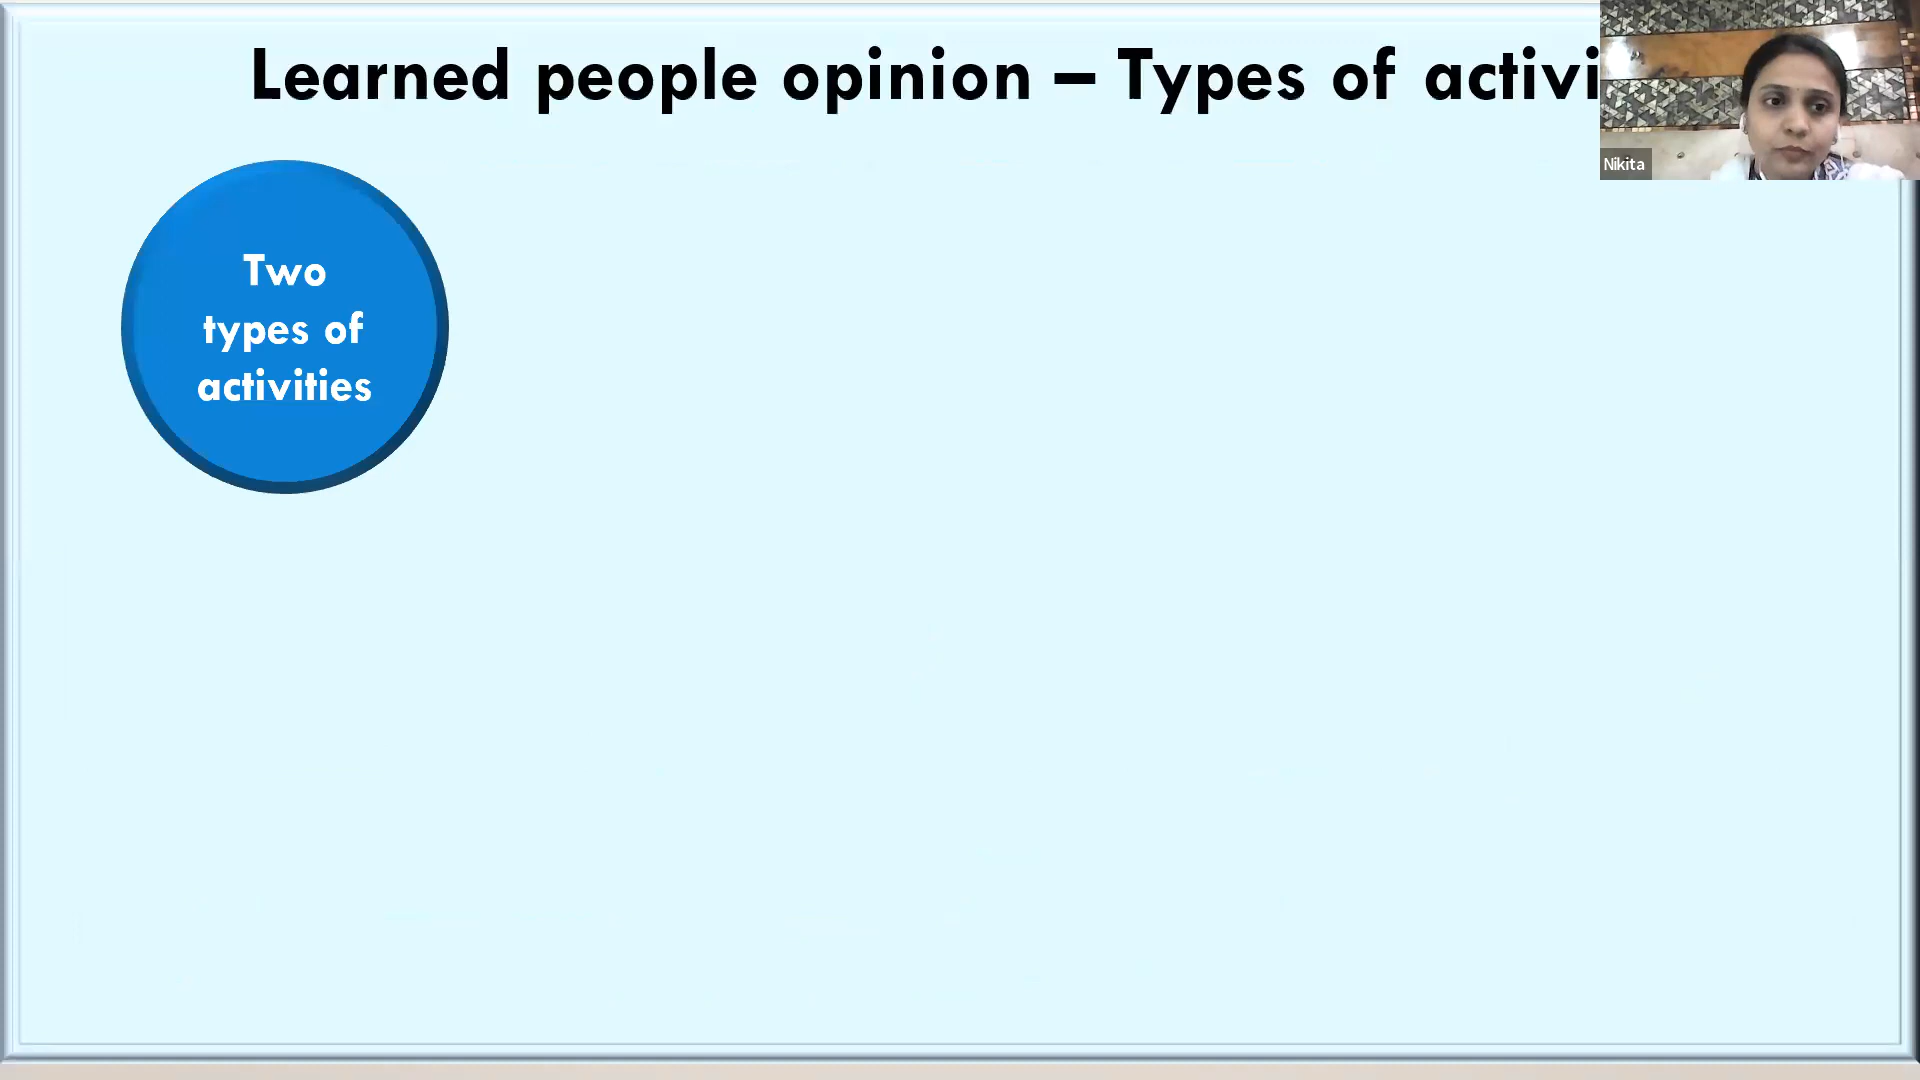 Learned people opinion – Types of activi
Nikita
Two
types of
activities